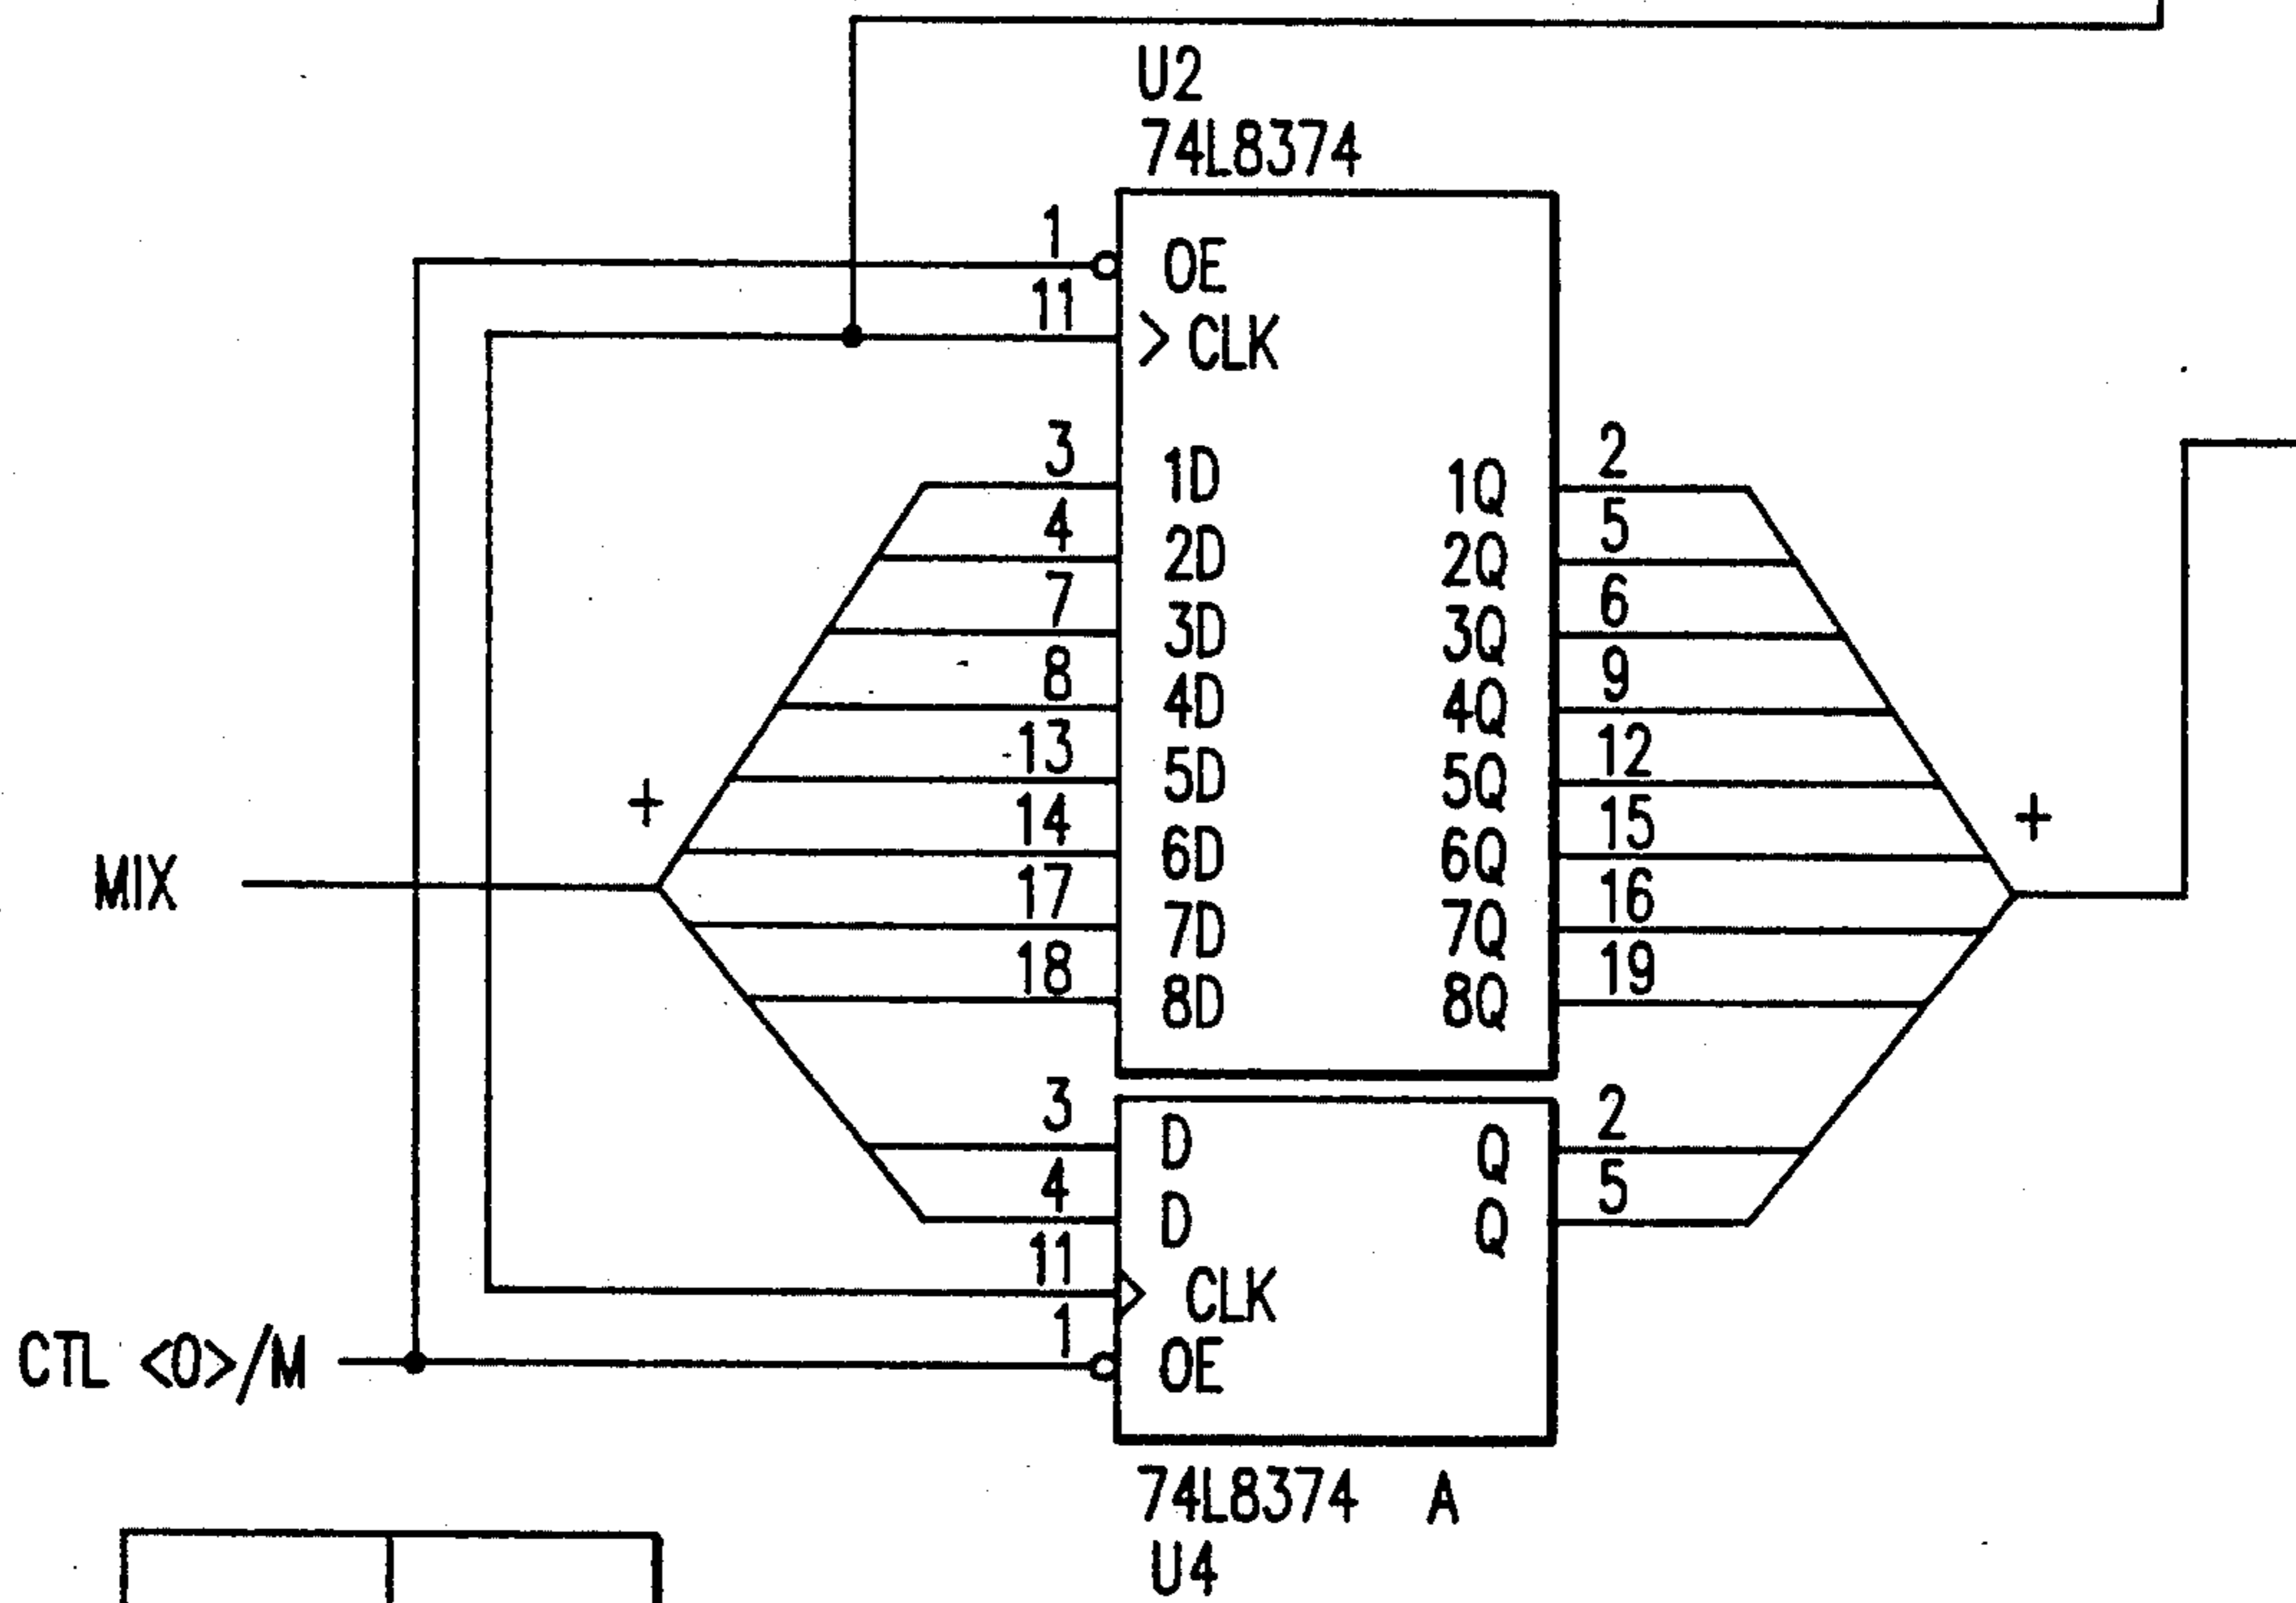 U2
74L8374
1
OE
11
>CLK
3 1D 1Q 2
4 2D 2Q 5
7 3D 3Q 6
8 4D 4Q 9
13 5D 5Q 12
14 6D 6Q 15
17 7D 7Q 16
18 8D 8Q 19
+ +
MIX
3 D Q 2
4 D Q 5
11 CLK
1 OE
CTL <0>/M
74L8374 A
U4